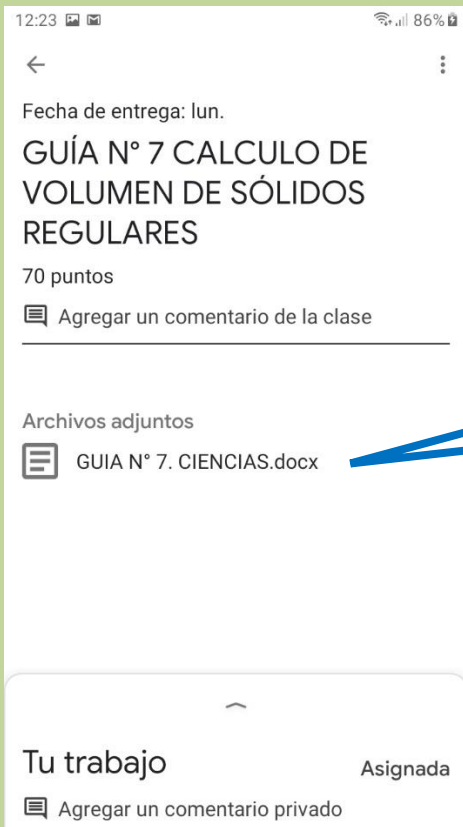 12:23 86%
Fecha de entrega: lun.
GUÍA N° 7 CALCULO DE
VOLUMEN DE SÓLIDOS
REGULARES
70 puntos
Agregar un comentario de la clase
Archivos adjuntos
GUIA N° 7. CIENCIAS.docx
Tu trabajo Asignada
Agregar un comentario privado